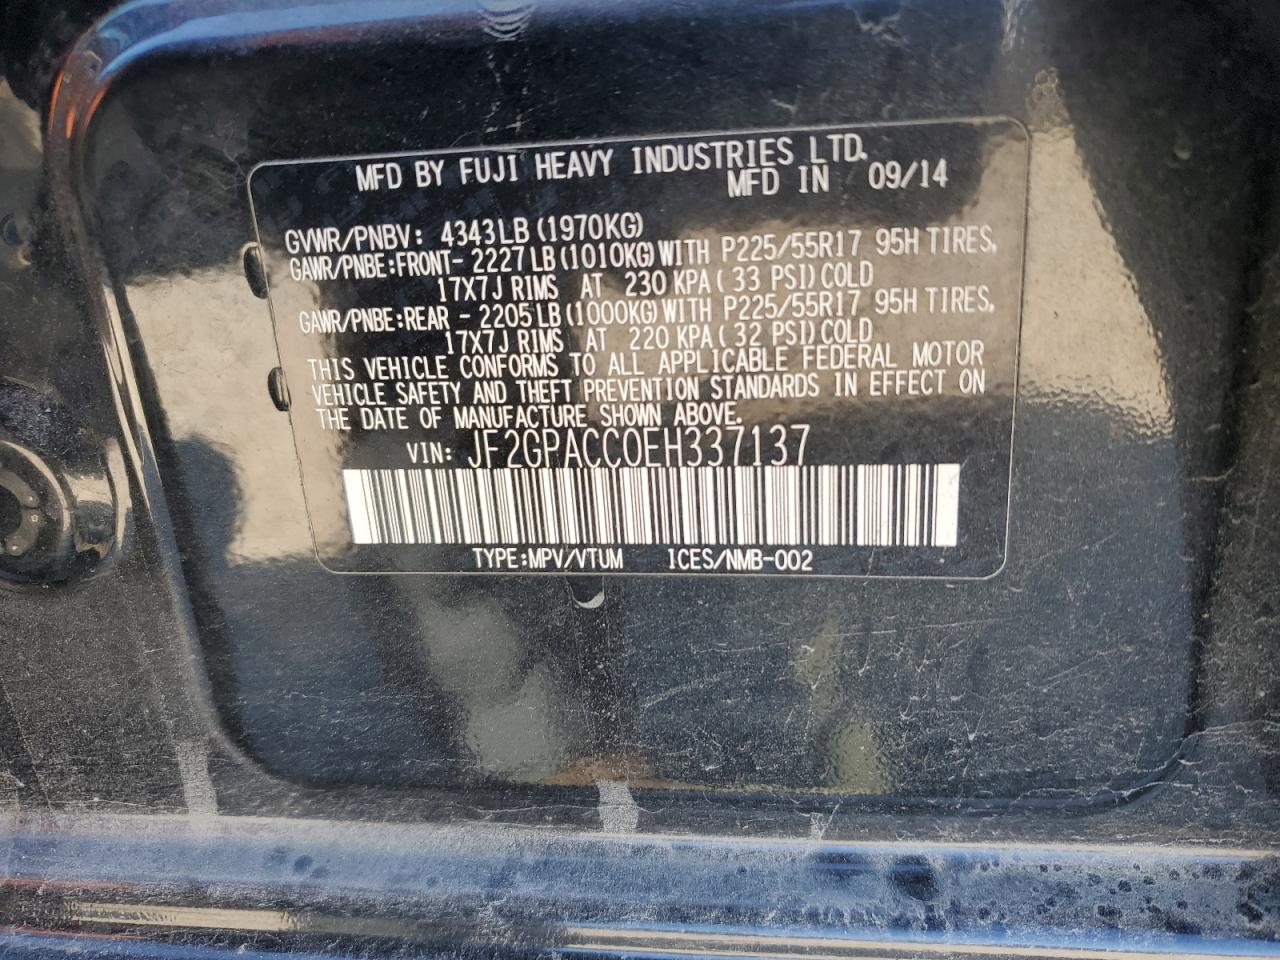 MFD BY FUJI HEAVY INDUSTRIES LTD.
MFD IN 09/14
GVWR/PNBV: 4343LB (1970KG)
GAWR/PNBE:FRONT- 2227 LB (1010KG) WITH P225/55R17 95H TIRES,
17X7J RIMS AT 230 KPA ( 33 PSI) COLD
GAWR/PNBE:REAR - 2205 LB (1000KG) WITH P225/55R17 95H TIRES,
17X7J RIMS AT 220 KPA ( 32 PSI) COLD
THIS VEHICLE CONFORMS TO ALL APPLICABLE FEDERAL MOTOR
VEHICLE SAFETY AND THEFT PREVENTION STANDARDS IN EFFECT ON
THE DATE OF MANUFACTURE SHOWN ABOVE.
VIN: JF2GPACC0EH337137
TYPE:MPV/VTUM ICES/NMB-002